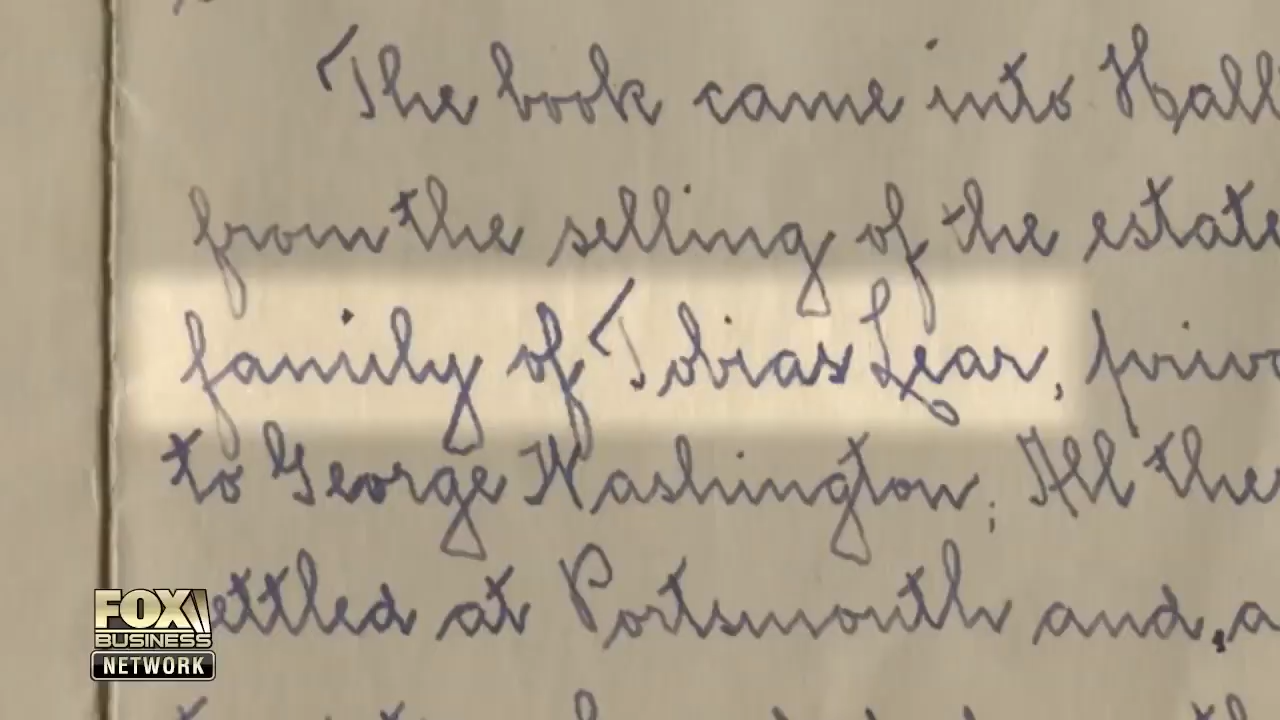 The book came into Hall
from the selling of the estate
family of Tobias Lear, priva
to George Washington; All the
ettled at Portsmouth and, a
FOX
BUSINESS
NETWORK